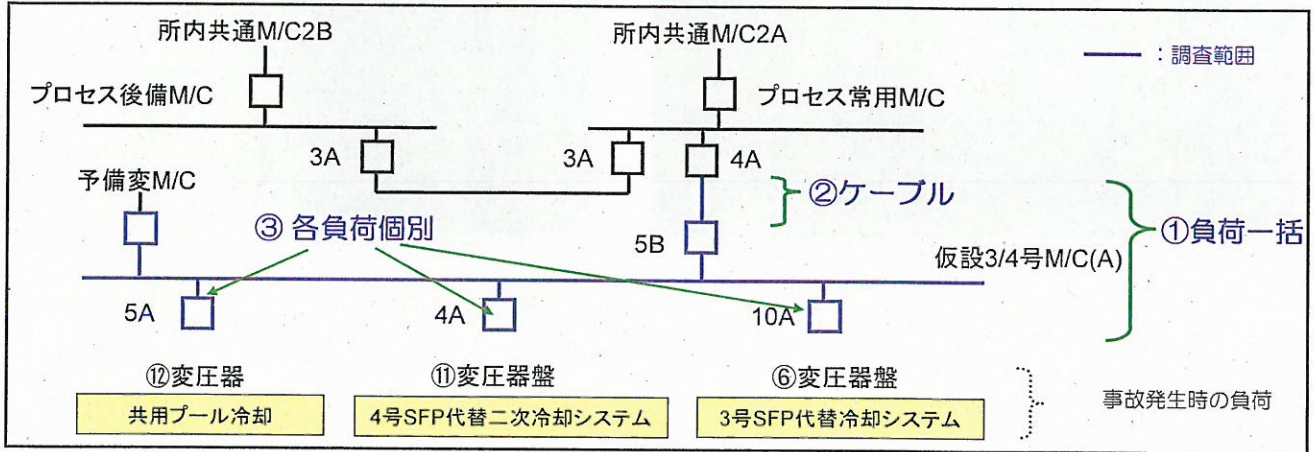 所内共通M/C2B
所内共通M/C2A
：調査範囲
プロセス後備M/C
プロセス常用M/C
3A
3A
4A
予備変M/C
②ケーブル
③ 各負荷個別
5B
①負荷一括
仮設3/4号M/C(A)
5A
4A
10A
⑫変圧器
⑪変圧器盤
⑥変圧器盤
共用プール冷却
4号SFP代替二次冷却システム
3号SFP代替冷却システム
事故発生時の負荷